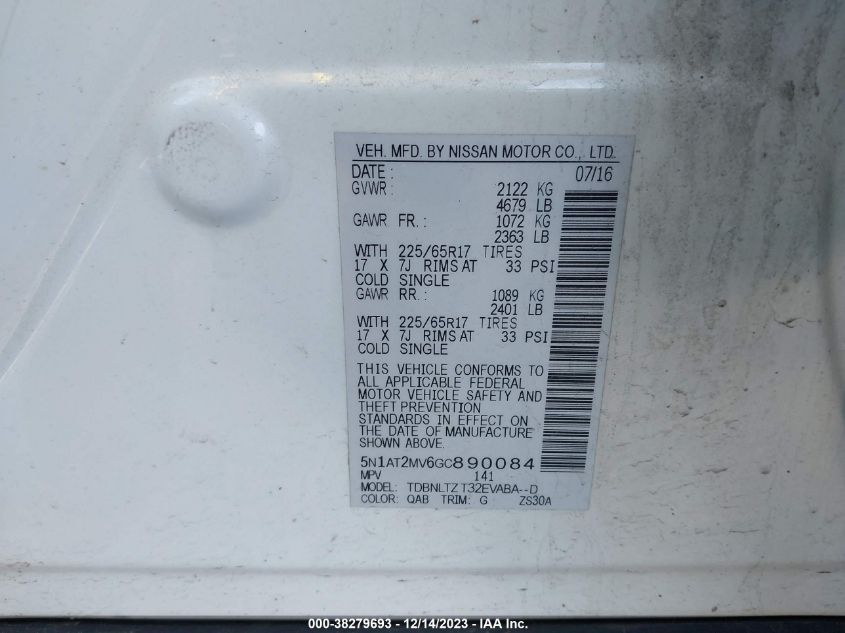 VEH. MFD. BY NISSAN MOTOR CO., LTD.
DATE: 07/16
GVWR: 2122 KG
4679 LB
GAWR FR.: 1072 KG
2363 LB
WITH 225/65R17 TIRES
17 X 7J RIMS AT 33 PSI
COLD SINGLE
GAWR RR.: 1089 KG
2401 LB
WITH 225/65R17 TIRES
17 X 7J RIMS AT 33 PSI
COLD SINGLE
THIS VEHICLE CONFORMS TO
ALL APPLICABLE FEDERAL
MOTOR VEHICLE SAFETY AND
THEFT PREVENTION
STANDARDS IN EFFECT ON
THE DATE OF MANUFACTURE
SHOWN ABOVE.
5N1AT2MV6GC890084
MPV 141
MODEL: TDBNLTZ T32EVABA--D
COLOR: QAB TRIM: G ZS30A
000-38279693 - 12/14/2023 - IAA Inc.